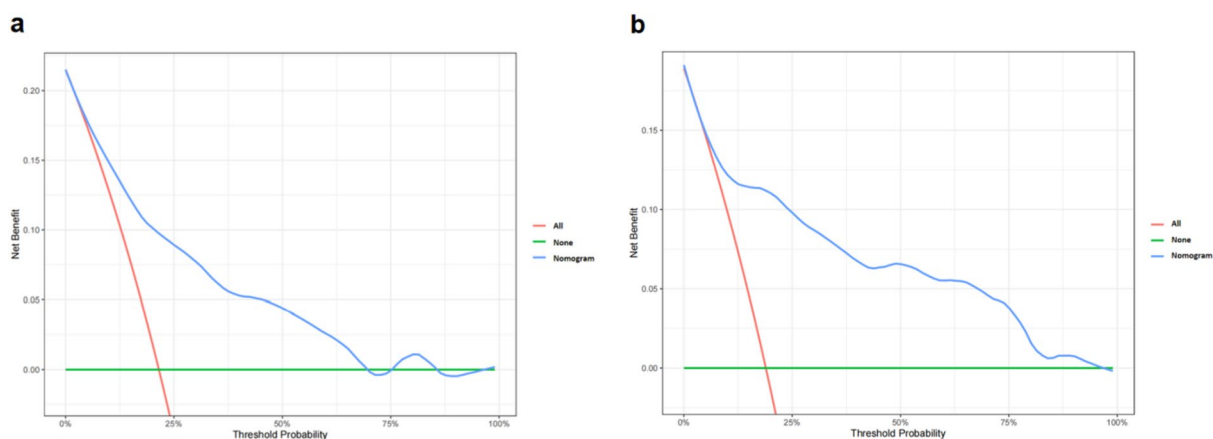 a
0.20
0.15
0.10
0.05
0.00
Net Benefit
0%
25%
50%
75%
100%
Threshold Probability
All
None
Nomogram
b
0.15
0.10
0.05
0.00
Net Benefit
0%
25%
50%
75%
100%
Threshold Probability
All
None
Nomogram